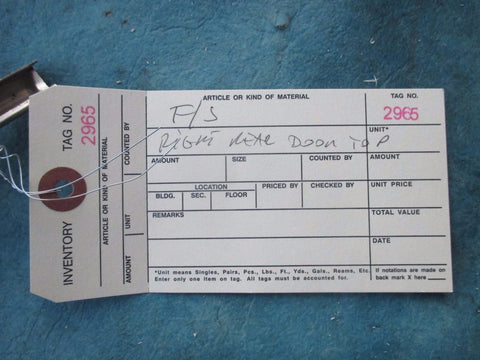 INVENTORY
TAG NO.
2965
ARTICLE OR KIND OF MATERIAL
AMOUNT
UNIT
COUNTED BY
ARTICLE OR KIND OF MATERIAL
F/S
RIGHT REAR DOOR TOP
TAG NO.
2965
UNIT*
AMOUNT
SIZE
COUNTED BY
AMOUNT
LOCATION
PRICED BY
CHECKED BY
UNIT PRICE
BLDG.
SEC.
FLOOR
REMARKS
TOTAL VALUE
DATE
*Unit means Singles, Pairs, Pcs., Lbs., Ft., Yds., Gals., Reams, Etc.
Enter only one item on tag. All tags must be accounted for.
If notations are made on
back mark X here